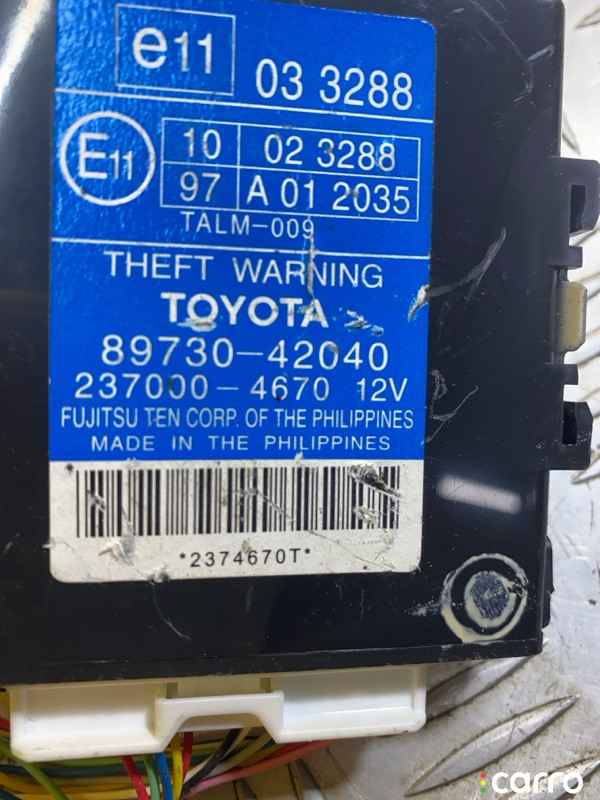 e11 03 3288
E11 10 02 3288
97 A 01 2035
TALM-009
THEFT WARNING
TOYOTA
89730-42040
237000-4670 12V
FUJITSU TEN CORP. OF THE PHILIPPINES
MADE IN THE PHILIPPINES
*2374670T*
carro